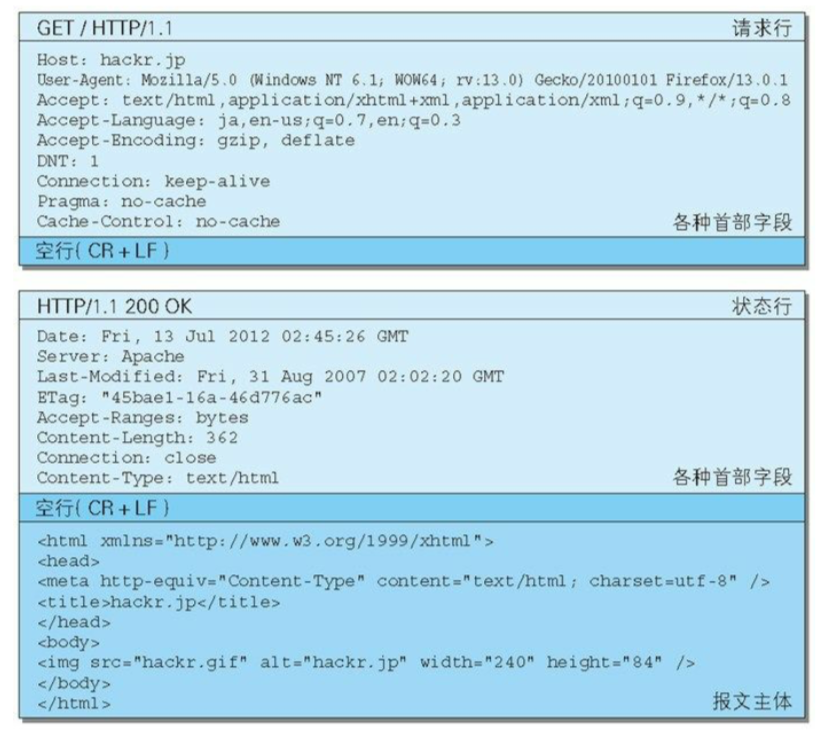 GET / HTTP/1.1 请求行
Host: hackr.jp
User-Agent: Mozilla/5.0 (Windows NT 6.1; WOW64; rv:13.0) Gecko/20100101 Firefox/13.0.1
Accept: text/html,application/xhtml+xml,application/xml;q=0.9,*/*;q=0.8
Accept-Language: ja,en-us;q=0.7,en;q=0.3
Accept-Encoding: gzip, deflate
DNT: 1
Connection: keep-alive
Pragma: no-cache
Cache-Control: no-cache 各种首部字段
空行( CR + LF )
HTTP/1.1 200 OK 状态行
Date: Fri, 13 Jul 2012 02:45:26 GMT
Server: Apache
Last-Modified: Fri, 31 Aug 2007 02:02:20 GMT
ETag: "45bae1-16a-46d776ac"
Accept-Ranges: bytes
Content-Length: 362
Connection: close
Content-Type: text/html 各种首部字段
空行( CR + LF )
<html xmlns="http://www.w3.org/1999/xhtml">
<head>
<meta http-equiv="Content-Type" content="text/html; charset=utf-8" />
<title>hackr.jp</title>
</head>
<body>
<img src="hackr.gif" alt="hackr.jp" width="240" height="84" />
</body>
</html> 报文主体